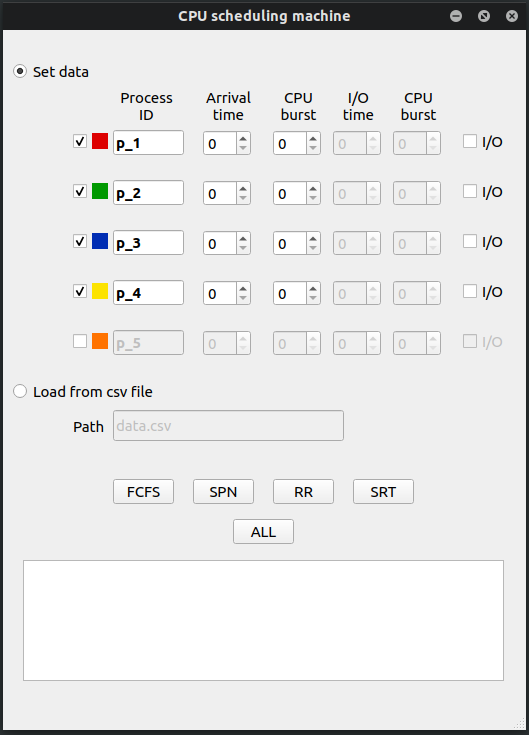 CPU scheduling machine
Set data
Process ID Arrival time CPU burst I/O time CPU burst
p_1 0 0 0 0 I/O
p_2 0 0 0 0 I/O
p_3 0 0 0 0 I/O
p_4 0 0 0 0 I/O
p_5 0 0 0 0 I/O
Load from csv file
Path data.csv
FCFS SPN RR SRT
ALL